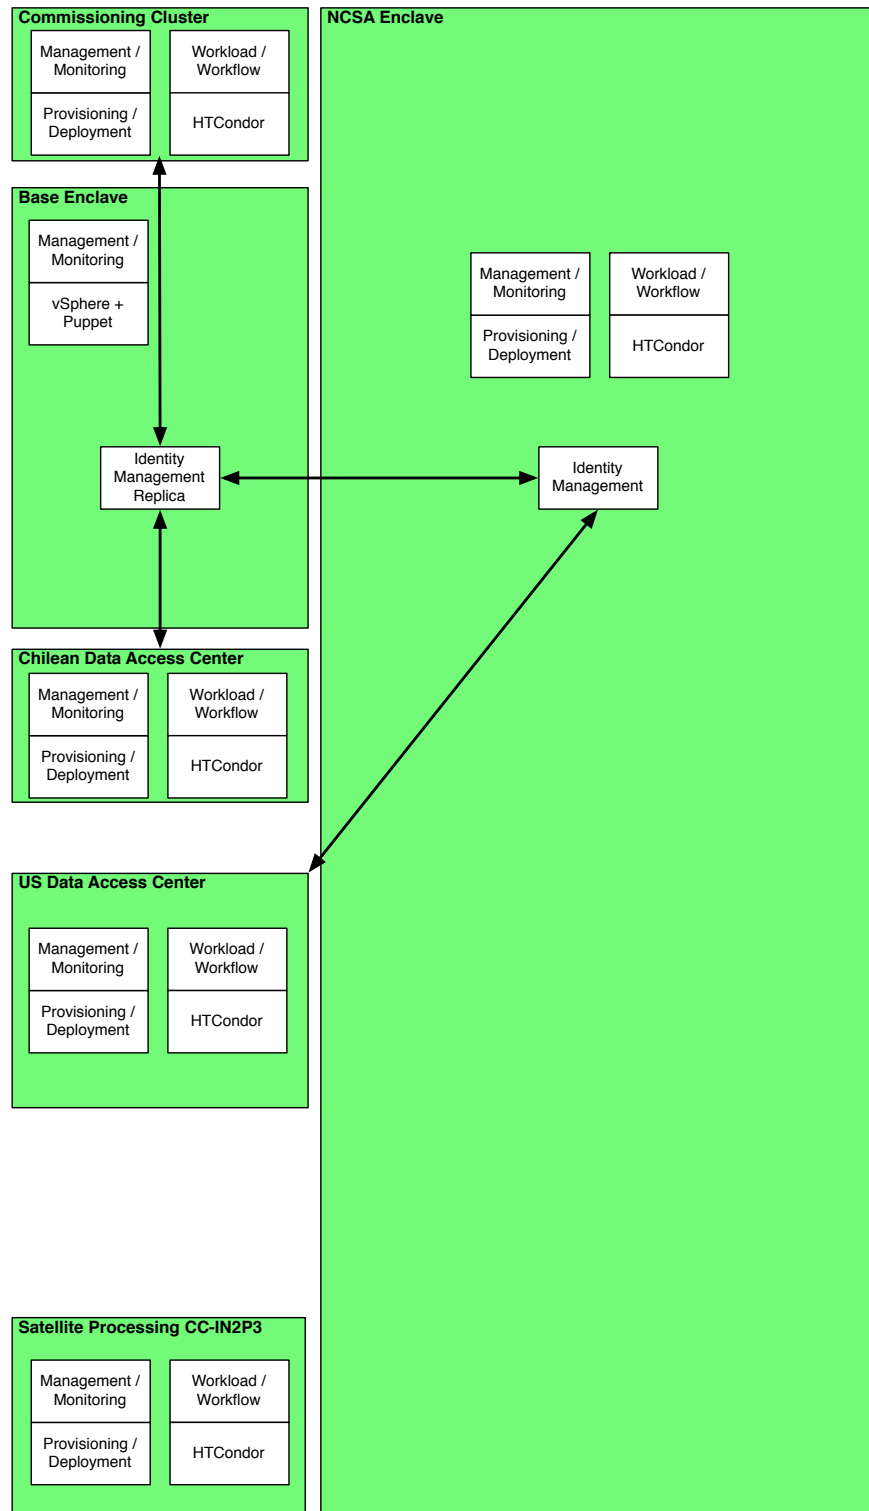 Commissioning Cluster
Management /
Monitoring
Provisioning /
Deployment
Workload /
Workflow
HTCondor
NCSA Enclave
Management /
Monitoring
Provisioning /
Deployment
Workload /
Workflow
HTCondor
Identity
Management
Base Enclave
Management /
Monitoring
vSphere +
Puppet
Identity
Management
Replica
Chilean Data Access Center
Management /
Monitoring
Provisioning /
Deployment
Workload /
Workflow
HTCondor
US Data Access Center
Management /
Monitoring
Provisioning /
Deployment
Workload /
Workflow
HTCondor
Satellite Processing CC-IN2P3
Management /
Monitoring
Provisioning /
Deployment
Workload /
Workflow
HTCondor